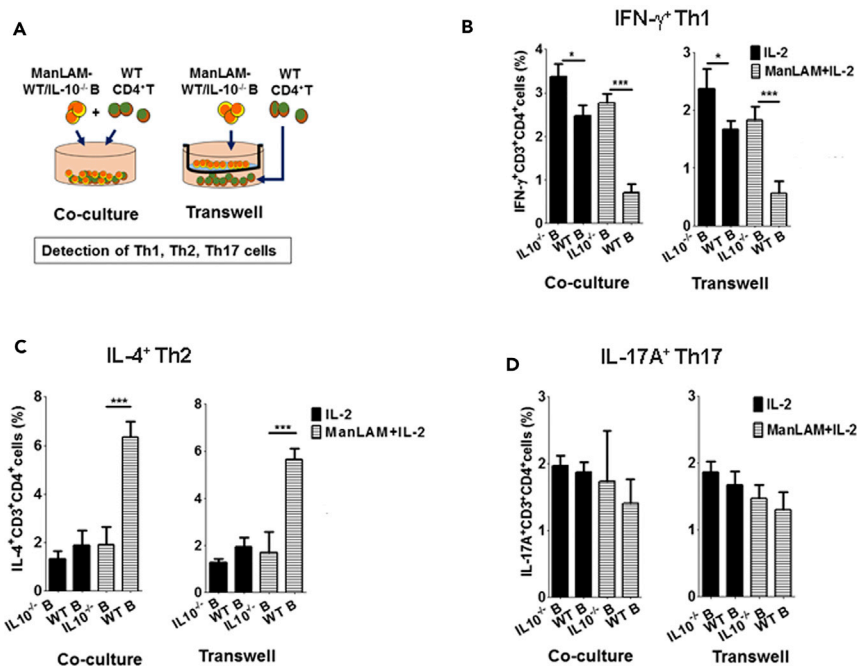 A
ManLAM-
WT/IL-10⁻/⁻ B
WT
CD4⁺T
+
ManLAM-
WT/IL-10⁻/⁻ B
WT
CD4⁺T
Co-culture
Transwell
Detection of Th1, Th2, Th17 cells
B
IFN-γ⁺ Th1
IFN-γ⁺CD3⁺CD4⁺cells (%)
4
3
2
1
0
*
***
IL10⁻/⁻ B
WT B
IL10⁻/⁻ B
WT B
Co-culture
3
2
1
0
*
***
IL10⁻/⁻ B
WT B
IL10⁻/⁻ B
WT B
Transwell
IL-2
ManLAM+IL-2
C
IL-4⁺ Th2
IL-4⁺CD3⁺CD4⁺cells (%)
8
6
4
2
0
***
IL10⁻/⁻ B
WT B
IL10⁻/⁻ B
WT B
Co-culture
8
6
4
2
0
***
IL10⁻/⁻ B
WT B
IL10⁻/⁻ B
WT B
Transwell
IL-2
ManLAM+IL-2
D
IL-17A⁺ Th17
IL-17A⁺CD3⁺CD4⁺cells (%)
3
2
1
0
IL10⁻/⁻ B
WT B
IL10⁻/⁻ B
WT B
Co-culture
3
2
1
0
IL10⁻/⁻ B
WT B
IL10⁻/⁻ B
WT B
Transwell
IL-2
ManLAM+IL-2